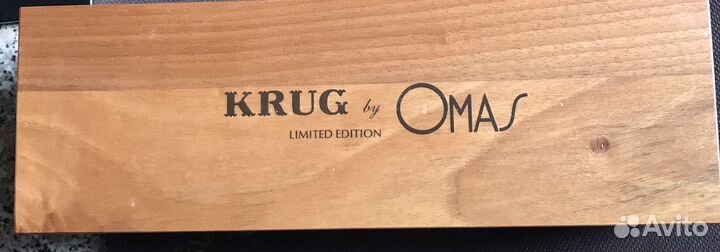 KRUG by OMAS
LIMITED EDITION
Avito